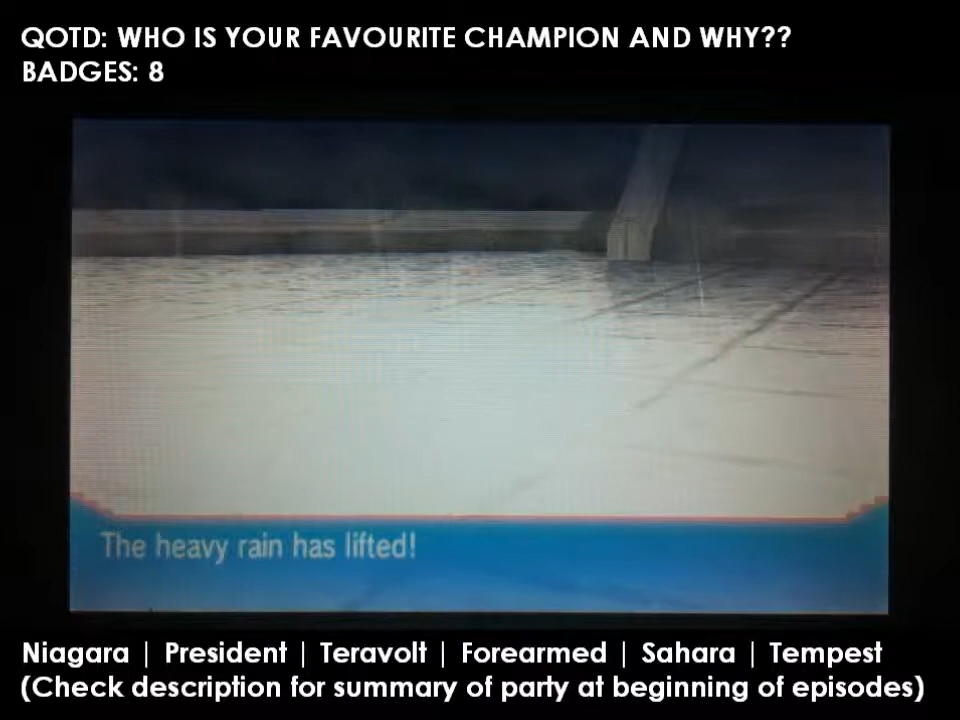 QOTD: WHO IS YOUR FAVOURITE CHAMPION AND WHY??
BADGES: 8
The heavy rain has lifted!
Niagara | President | Teravolt | Forearmed | Sahara | Tempest
(Check description for summary of party at beginning of episodes)